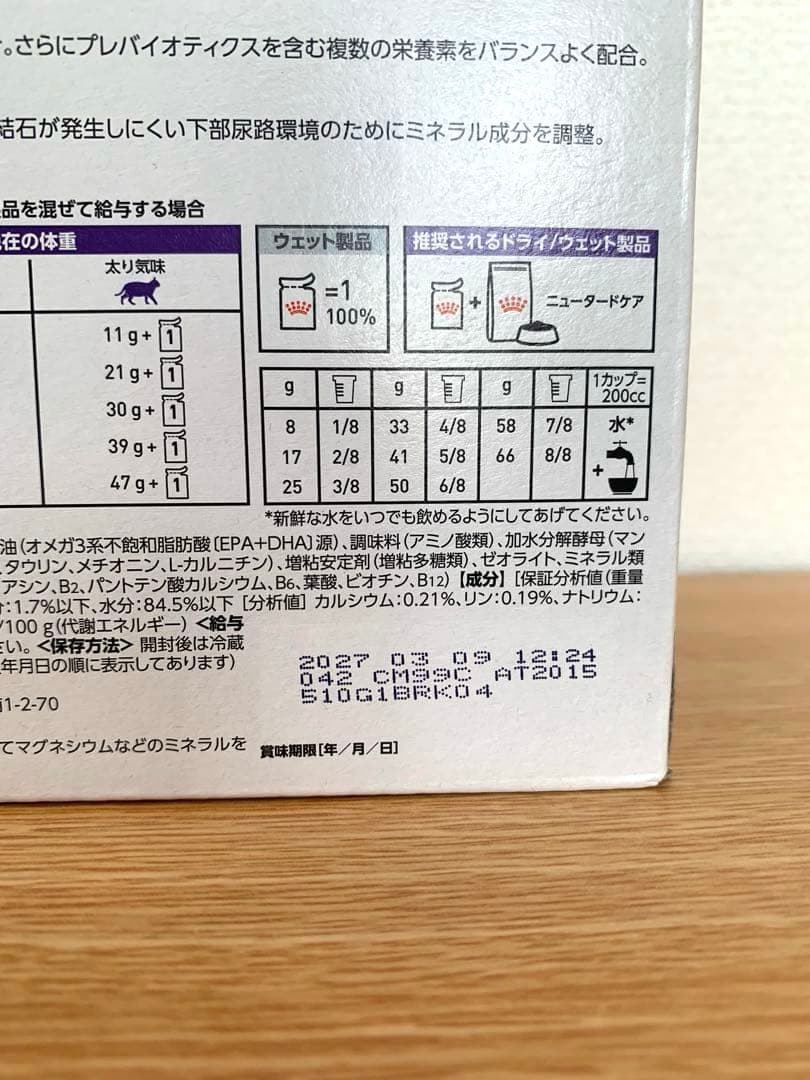 。さらにプレバイオティクスを含む複数の栄養素をバランスよく配合。
結石が発生しにくい下部尿路環境のためにミネラル成分を調整。
品を混ぜて給与する場合
在の体重
太り気味
11 g+ 1
21 g+ 1
30 g+ 1
39 g+ 1
47 g+ 1
ウェット製品
=1
100%
推奨されるドライ/ウェット製品
+
ニュータードケア
g g g 1カップ=
200cc
8 1/8 33 4/8 58 7/8 水*
17 2/8 41 5/8 66 8/8 +
25 3/8 50 6/8
*新鮮な水をいつでも飲めるようにしてあげてください。
油(オメガ3系不飽和脂肪酸〔EPA+DHA〕源)、調味料(アミノ酸類)、加水分解酵母(マン
、タウリン、メチオニン、L-カルニチン)、増粘安定剤(増粘多糖類)、ゼオライト、ミネラル類
アシン、B2、パントテン酸カルシウム、B6、葉酸、ビオチン、B12)【成分】[保証分析値(重量
分:1.7%以下、水分:84.5%以下 [分析値] カルシウム:0.21%、リン:0.19%、ナトリウム:
/100 g(代謝エネルギー) <給与
さい。<保存方法> 開封後は冷蔵
年月日の順に表示してあります)
1-2-70
てマグネシウムなどのミネラルを
2027 03 09 12:24
042 CM99C AT2015
510G1BRK04
賞味期限[年/月/日]